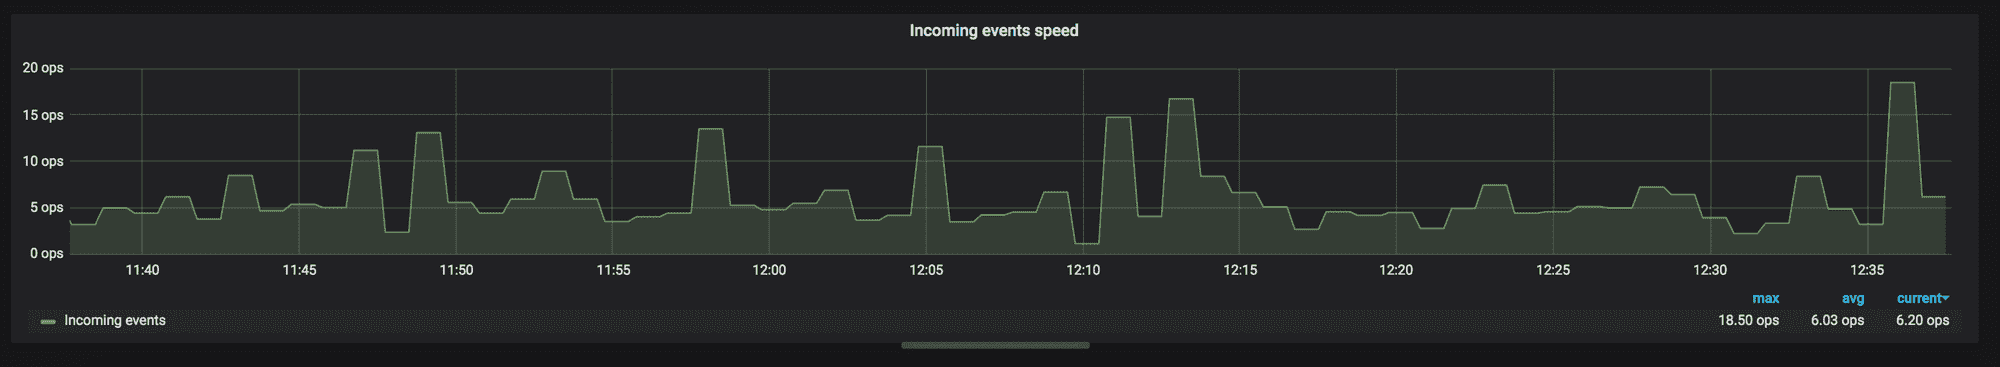 Incoming events speed
20 ops
15 ops
10 ops
5 ops
0 ops
11:40 11:45 11:50 11:55 12:00 12:05 12:10 12:15 12:20 12:25 12:30 12:35
max avg current
Incoming events 18.50 ops 6.03 ops 6.20 ops